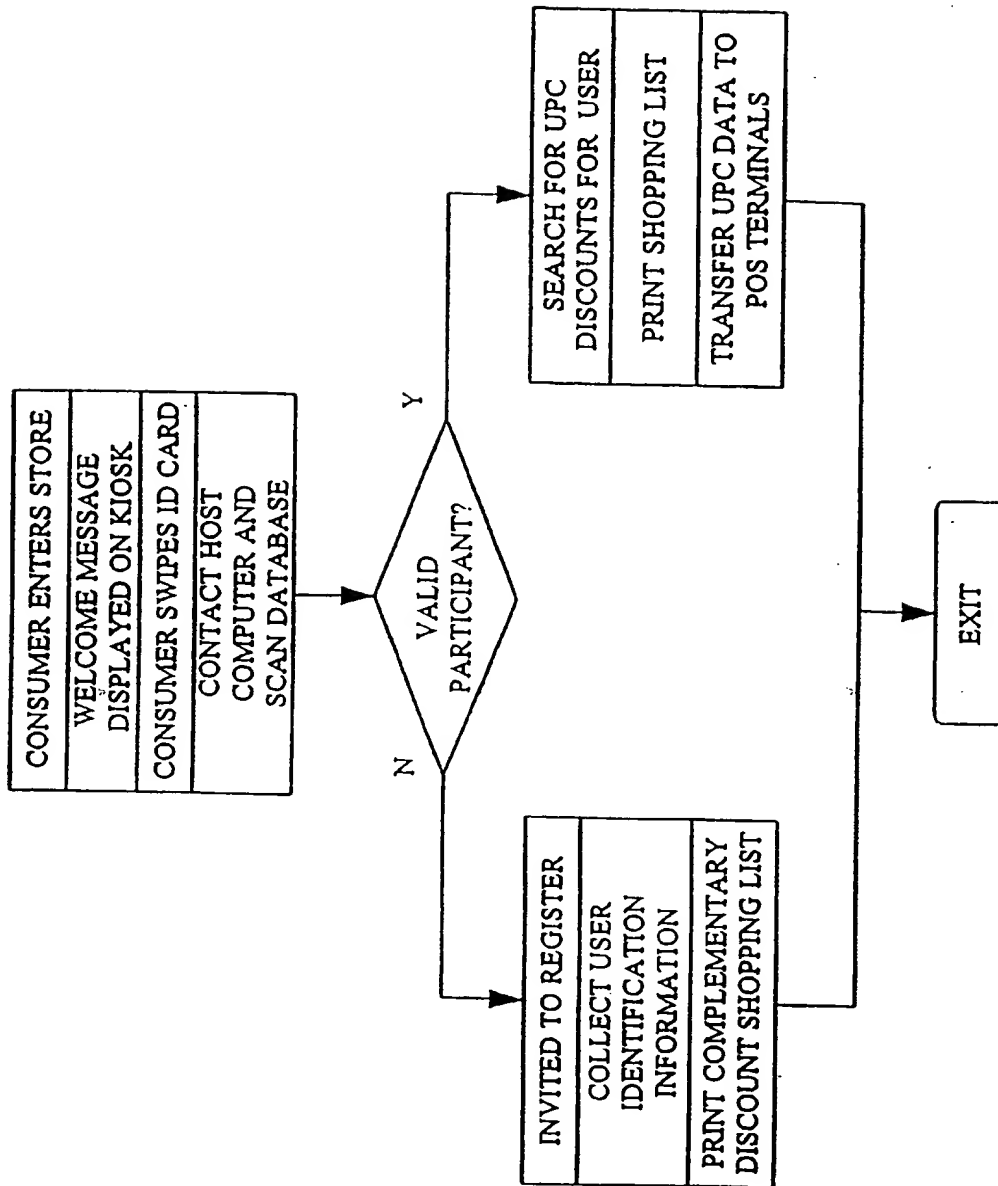 CONSUMER ENTERS STORE
WELCOME MESSAGE
DISPLAYED ON KIOSK
CONSUMER SWIPES ID CARD
CONTACT HOST
COMPUTER AND
SCAN DATABASE
VALID
PARTICIPANT?
N
Y
INVITED TO REGISTER
COLLECT USER
IDENTIFICATION
INFORMATION
PRINT COMPLEMENTARY
DISCOUNT SHOPPING LIST
SEARCH FOR UPC
DISCOUNTS FOR USER
PRINT SHOPPING LIST
TRANSFER UPC DATA TO
POS TERMINALS
EXIT